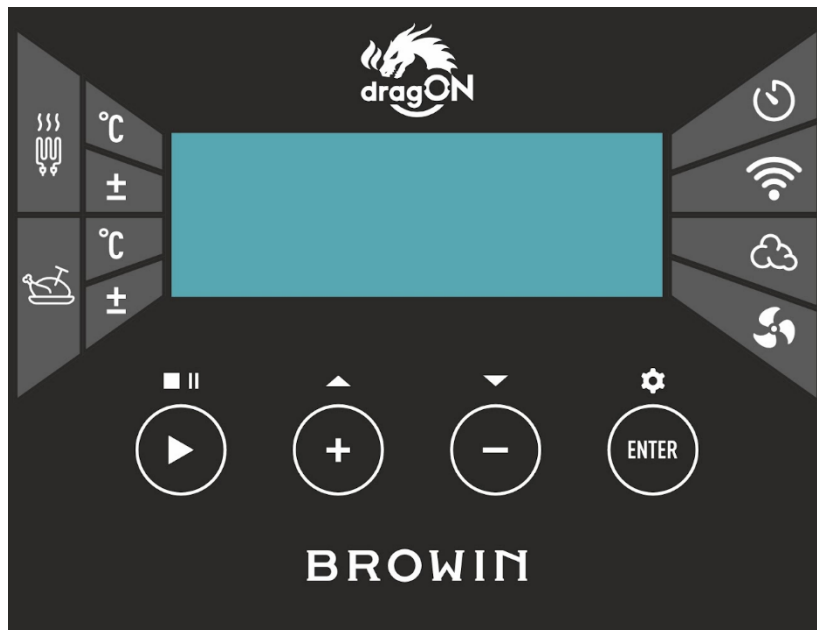 dragON
°C
±
°C
±
+
−
ENTER
BROWIN